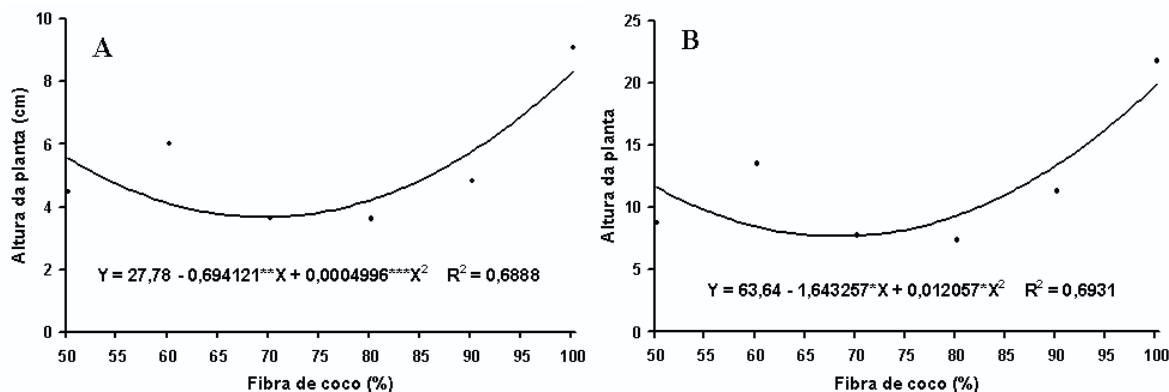 A
Altura da planta (cm)
10
8
6
4
2
0
Y = 27,78 - 0,694121**X + 0,0004996***X² R² = 0,6888
50 55 60 65 70 75 80 85 90 95 100
Fibra de coco (%)
B
Altura da planta
25
20
15
10
5
0
Y = 63,64 - 1,643257*X + 0,012057*X² R² = 0,6931
50 55 60 65 70 75 80 85 90 95 100
Fibra de coco (%)